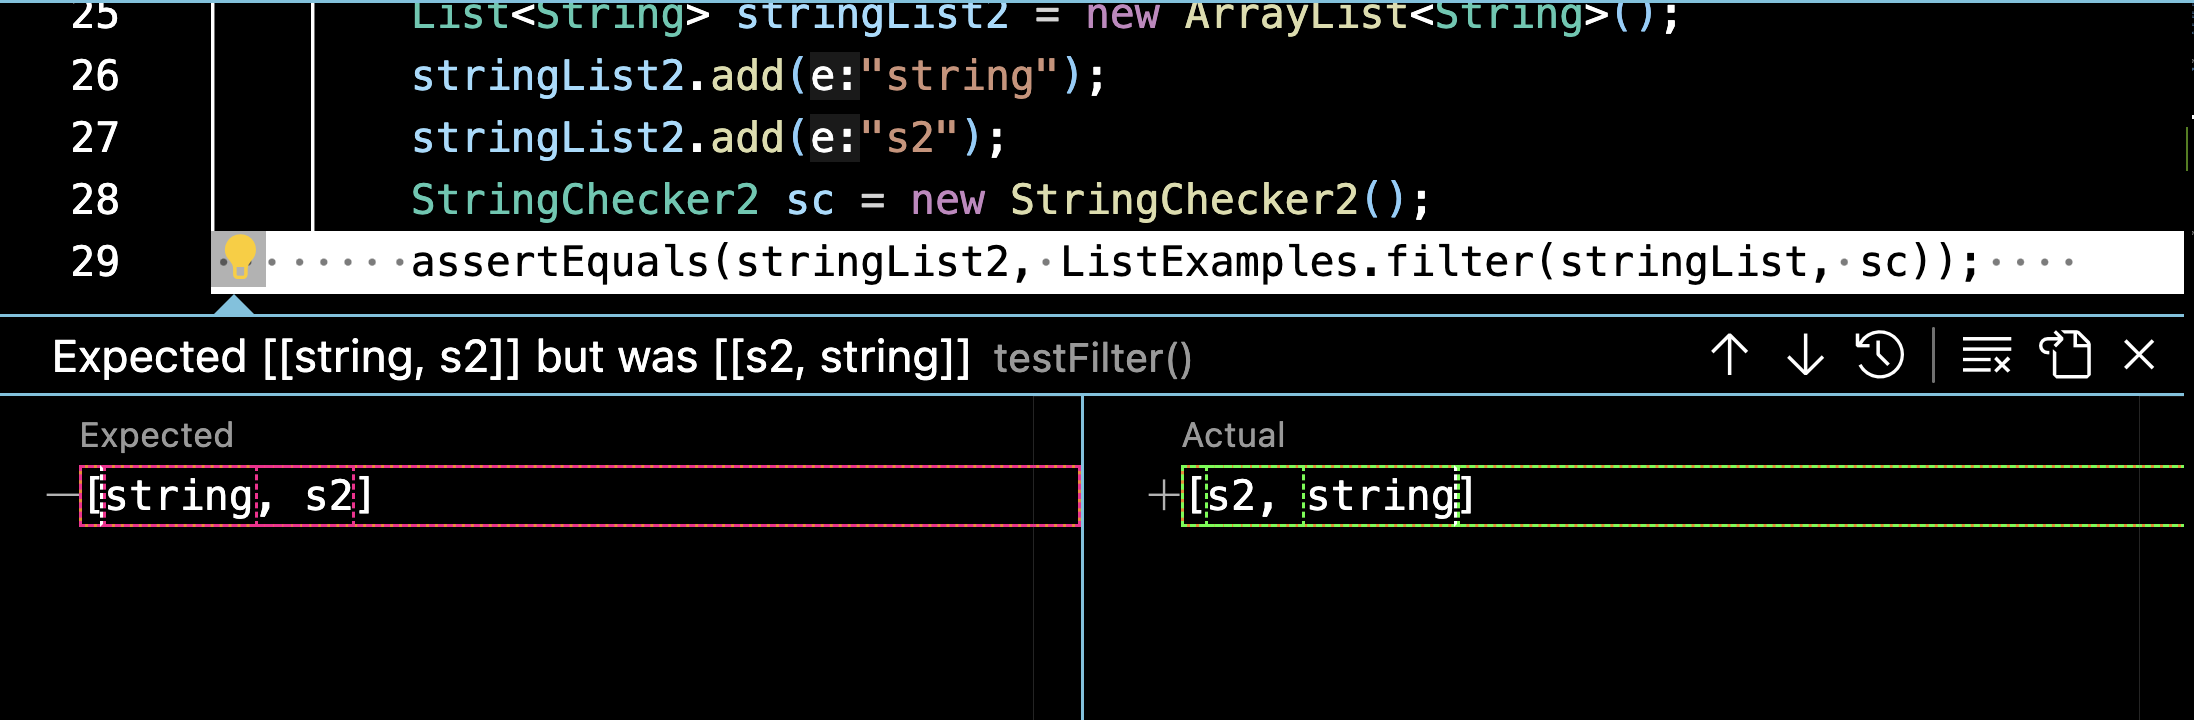 25 List<String> stringList2 = new ArrayList<String>();
26 stringList2.add(e:"string");
27 stringList2.add(e:"s2");
28 StringChecker2 sc = new StringChecker2();
29 assertEquals(stringList2, ListExamples.filter(stringList, sc));
Expected [[string, s2]] but was [[s2, string]] testFilter()
Expected
[string, s2]
Actual
[s2, string]